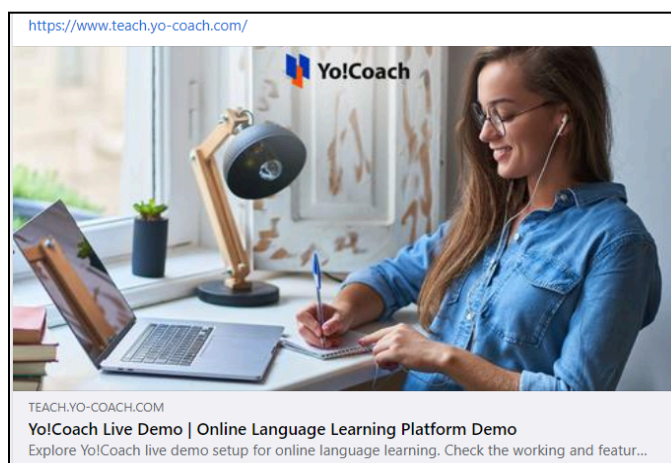 https://www.teach.yo-coach.com/
Yo!Coach
TEACH.YO-COACH.COM
Yo!Coach Live Demo | Online Language Learning Platform Demo
Explore Yo!Coach live demo setup for online language learning. Check the working and featur...